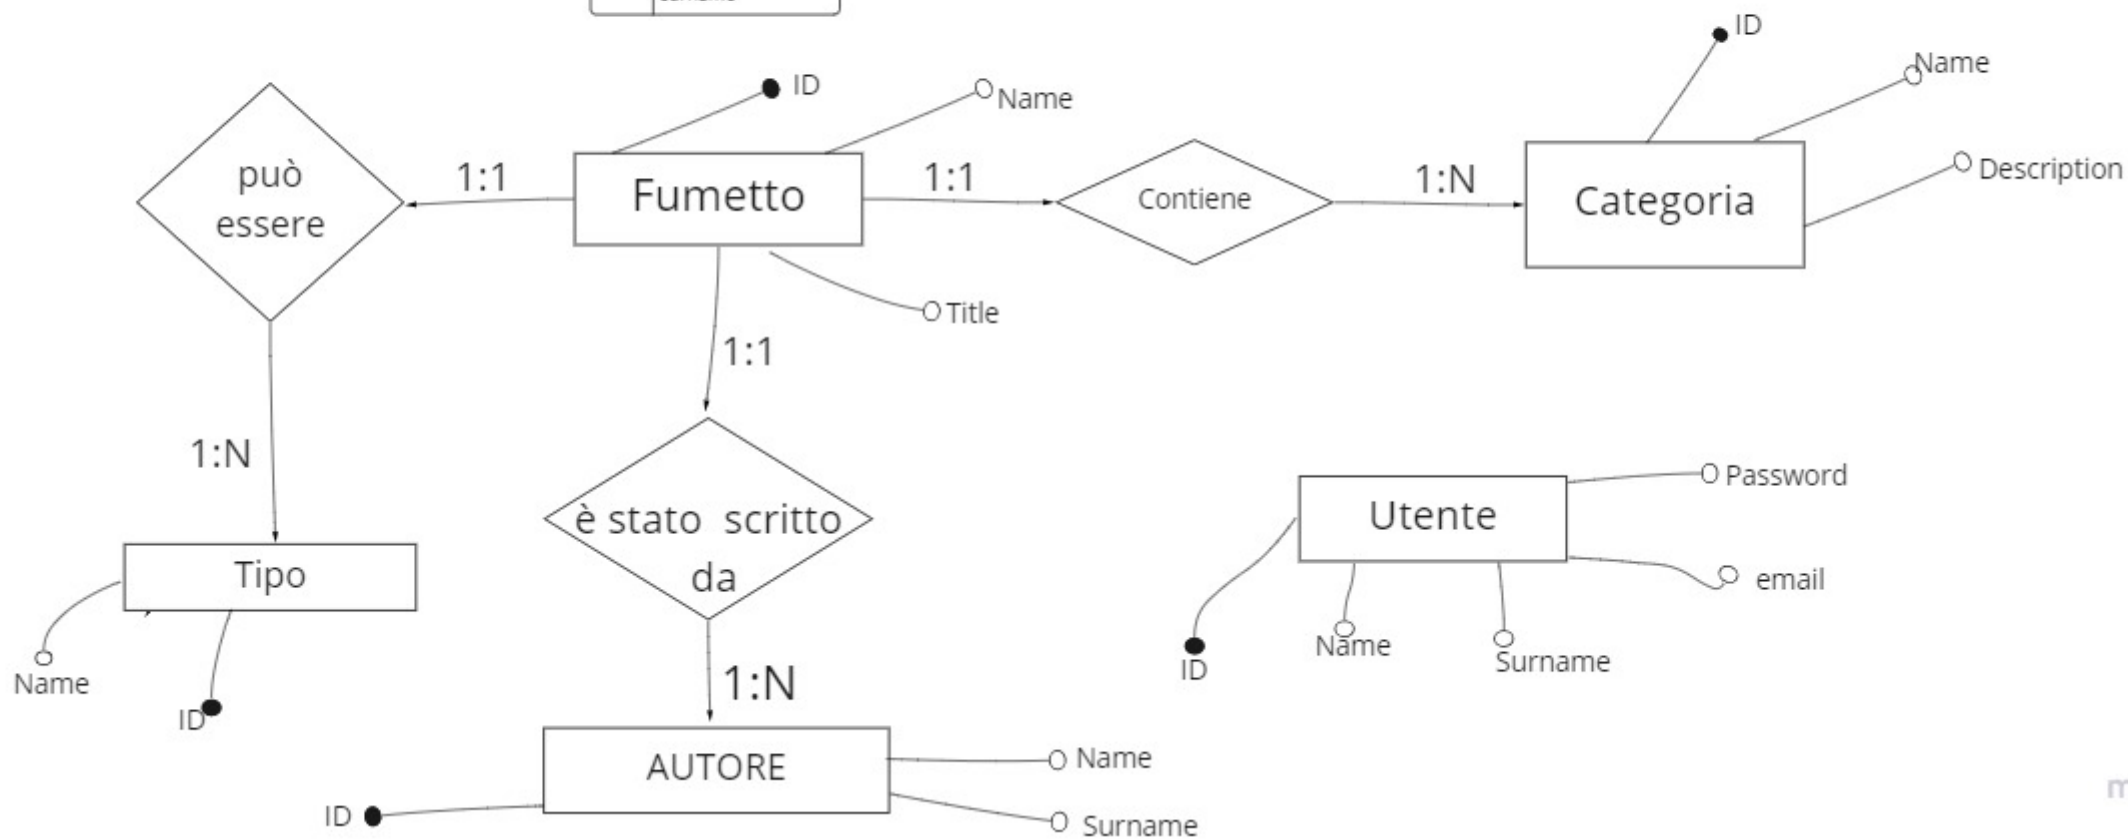 ID
Name
ID
Name
Description
può
essere
1:1
Fumetto
1:1
Contiene
1:N
Categoria
Title
1:1
1:N
è stato scritto
da
Tipo
Name
ID
1:N
AUTORE
ID
Name
Surname
Utente
Password
email
ID
Name
Surname